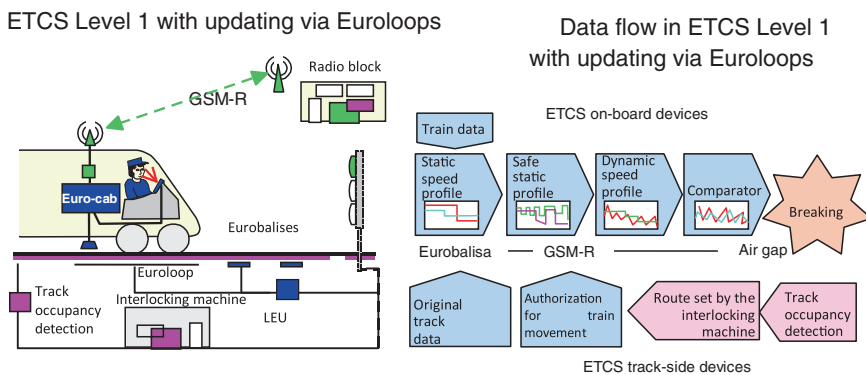 ETCS Level 1 with updating via Euroloops
Radio block
GSM-R
Euro-cab
Eurobalises
Euroloop
Track
occupancy
detection
Interlocking machine
LEU
Data flow in ETCS Level 1
with updating via Euroloops
ETCS on-board devices
Train data
Static
speed
profile
Safe
static
profile
Dynamic
speed
profile
Comparator
Breaking
Eurobalisa
GSM-R
Air gap
Original
track
data
Authorization
for train
movement
Route set by the
interlocking
machine
Track
occupancy
detection
ETCS track-side devices